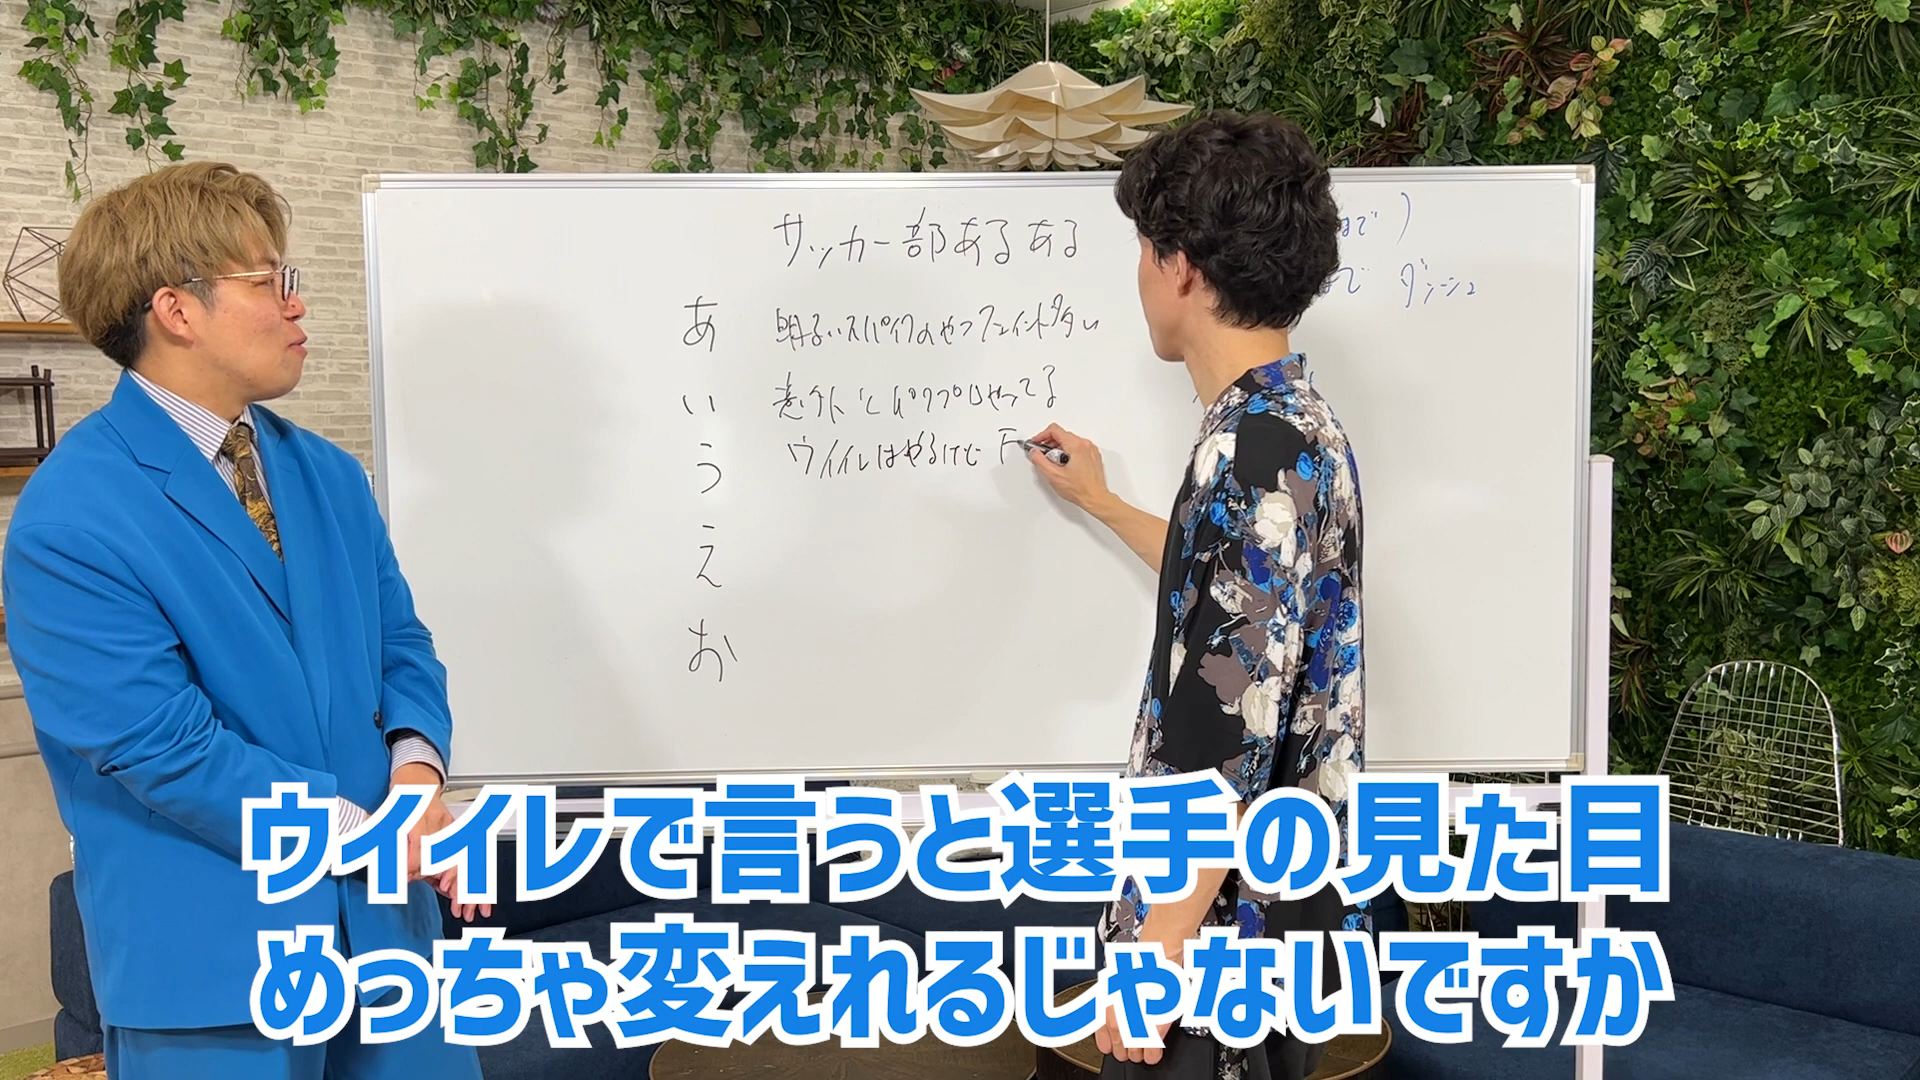 サッカー部あるある
まで)
まで ダッシュ
あ 明るいスパイクのやつフェイント多い
い 意外とパワプロやってる
う ウイイレはやるけど F
え
お
ウイイレで言うと選手の見た目
めっちゃ変えれるじゃないですか